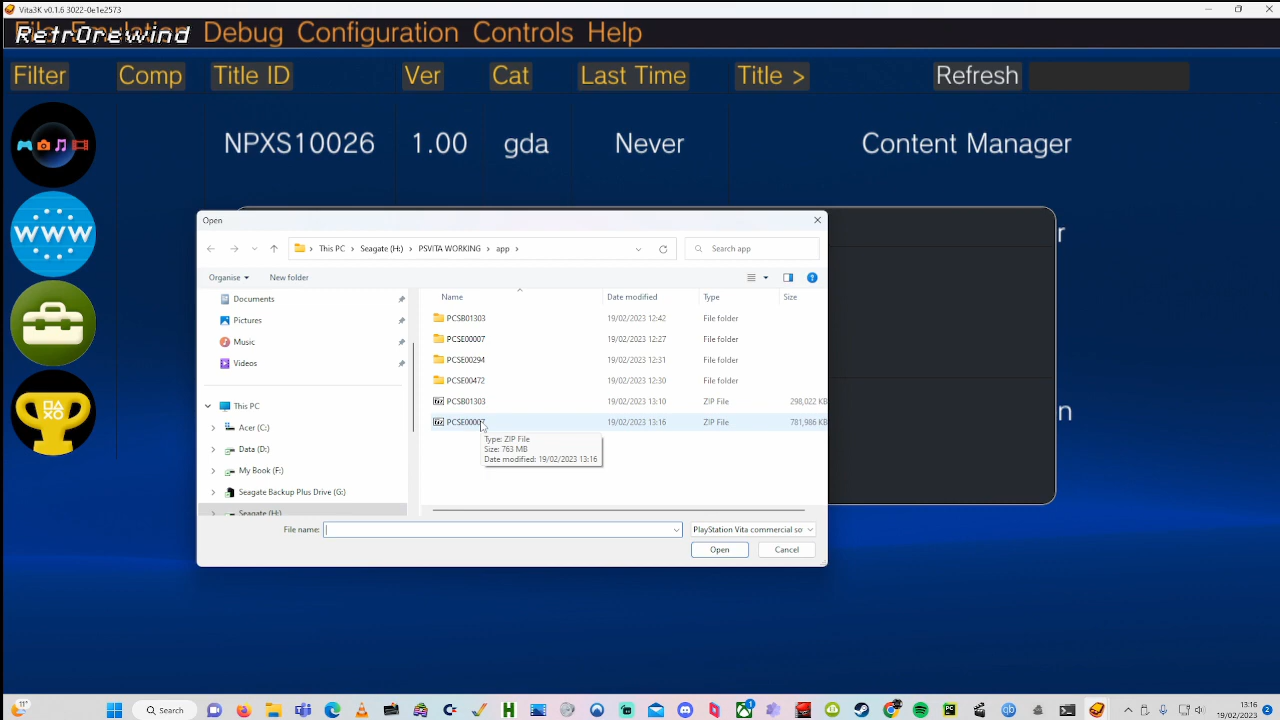 Vita3K v0.1.6 3022-0e1e2573
RetrOrewind Debug Configuration Controls Help
Filter Comp Title ID Ver Cat Last Time Title > Refresh
NPXS10026 1.00 gda Never Content Manager
WWW
Open
This PC > Seagate (H:) > PSVITA WORKING > app >
Search app
Organise New folder
Name Date modified Type Size
Documents
Pictures
Music
Videos
This PC
Acer (C:)
Data (D:)
My Book (F:)
Seagate Backup Plus Drive (G:)
Seagate (H:)
PCSB01303 19/02/2023 12:42 File folder
PCSE00007 19/02/2023 12:27 File folder
PCSE00294 19/02/2023 12:31 File folder
PCSE00472 19/02/2023 12:30 File folder
PCSB01303 19/02/2023 13:10 ZIP File 298,022 KB
PCSE00007 19/02/2023 13:16 ZIP File 781,986 KB
Type: ZIP File
Size: 763 MB
Date modified: 19/02/2023 13:16
File name:
PlayStation Vita commercial so
Open Cancel
r
n
11°
Search
13:16
19/02/2023
2